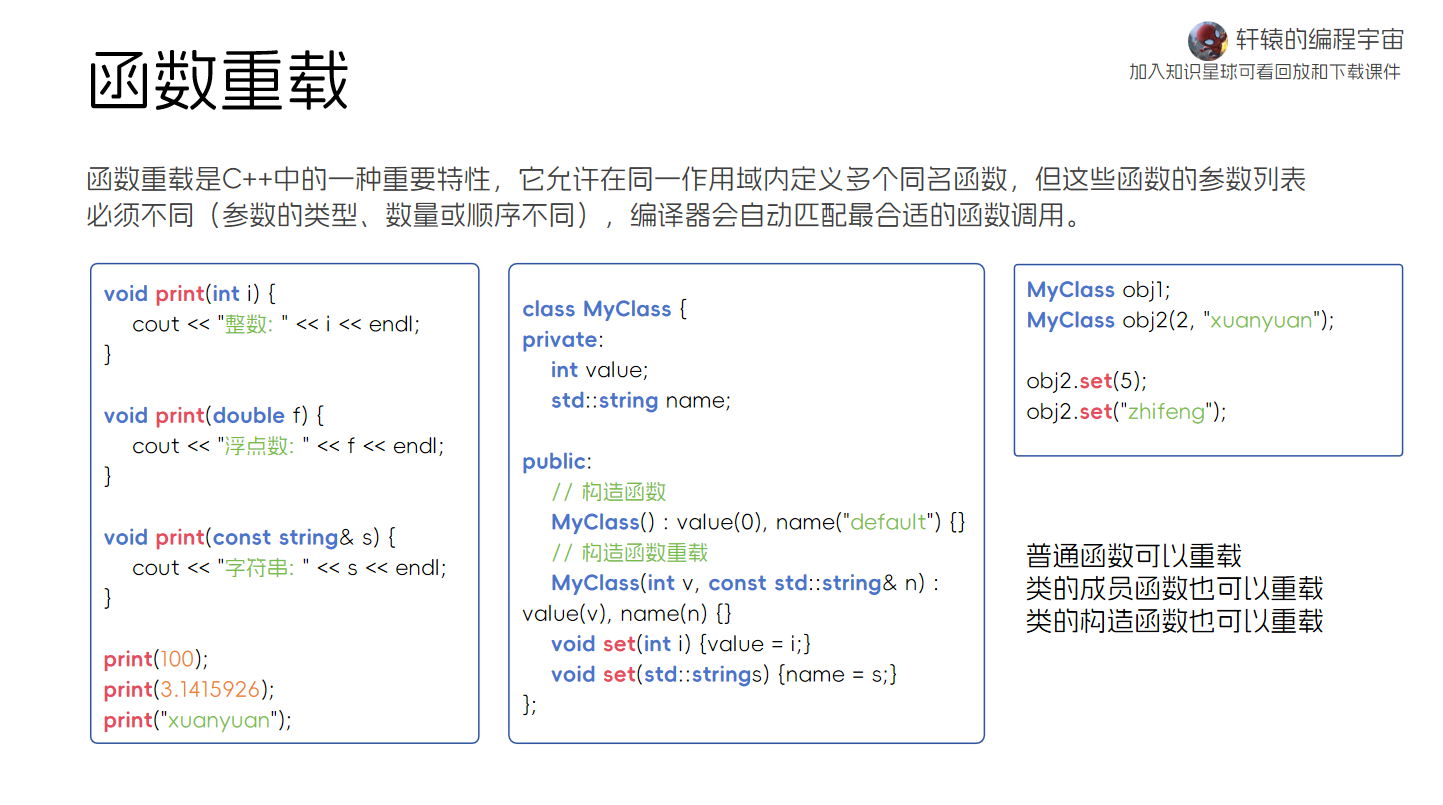 轩辕的编程宇宙
加入知识星球可看回放和下载课件
函数重载
函数重载是C++中的一种重要特性，它允许在同一作用域内定义多个同名函数，但这些函数的参数列表
必须不同（参数的类型、数量或顺序不同），编译器会自动匹配最合适的函数调用。
void print(int i) {
cout << "整数: " << i << endl;
}
void print(double f) {
cout << "浮点数: " << f << endl;
}
void print(const string& s) {
cout << "字符串: " << s << endl;
}
print(100);
print(3.1415926);
print("xuanyuan");
class MyClass {
private:
int value;
std::string name;
public:
// 构造函数
MyClass() : value(0), name("default") {}
// 构造函数重载
MyClass(int v, const std::string& n) :
value(v), name(n) {}
void set(int i) {value = i;}
void set(std::strings) {name = s;}
};
MyClass obj1;
MyClass obj2(2, "xuanyuan");
obj2.set(5);
obj2.set("zhifeng");
普通函数可以重载
类的成员函数也可以重载
类的构造函数也可以重载